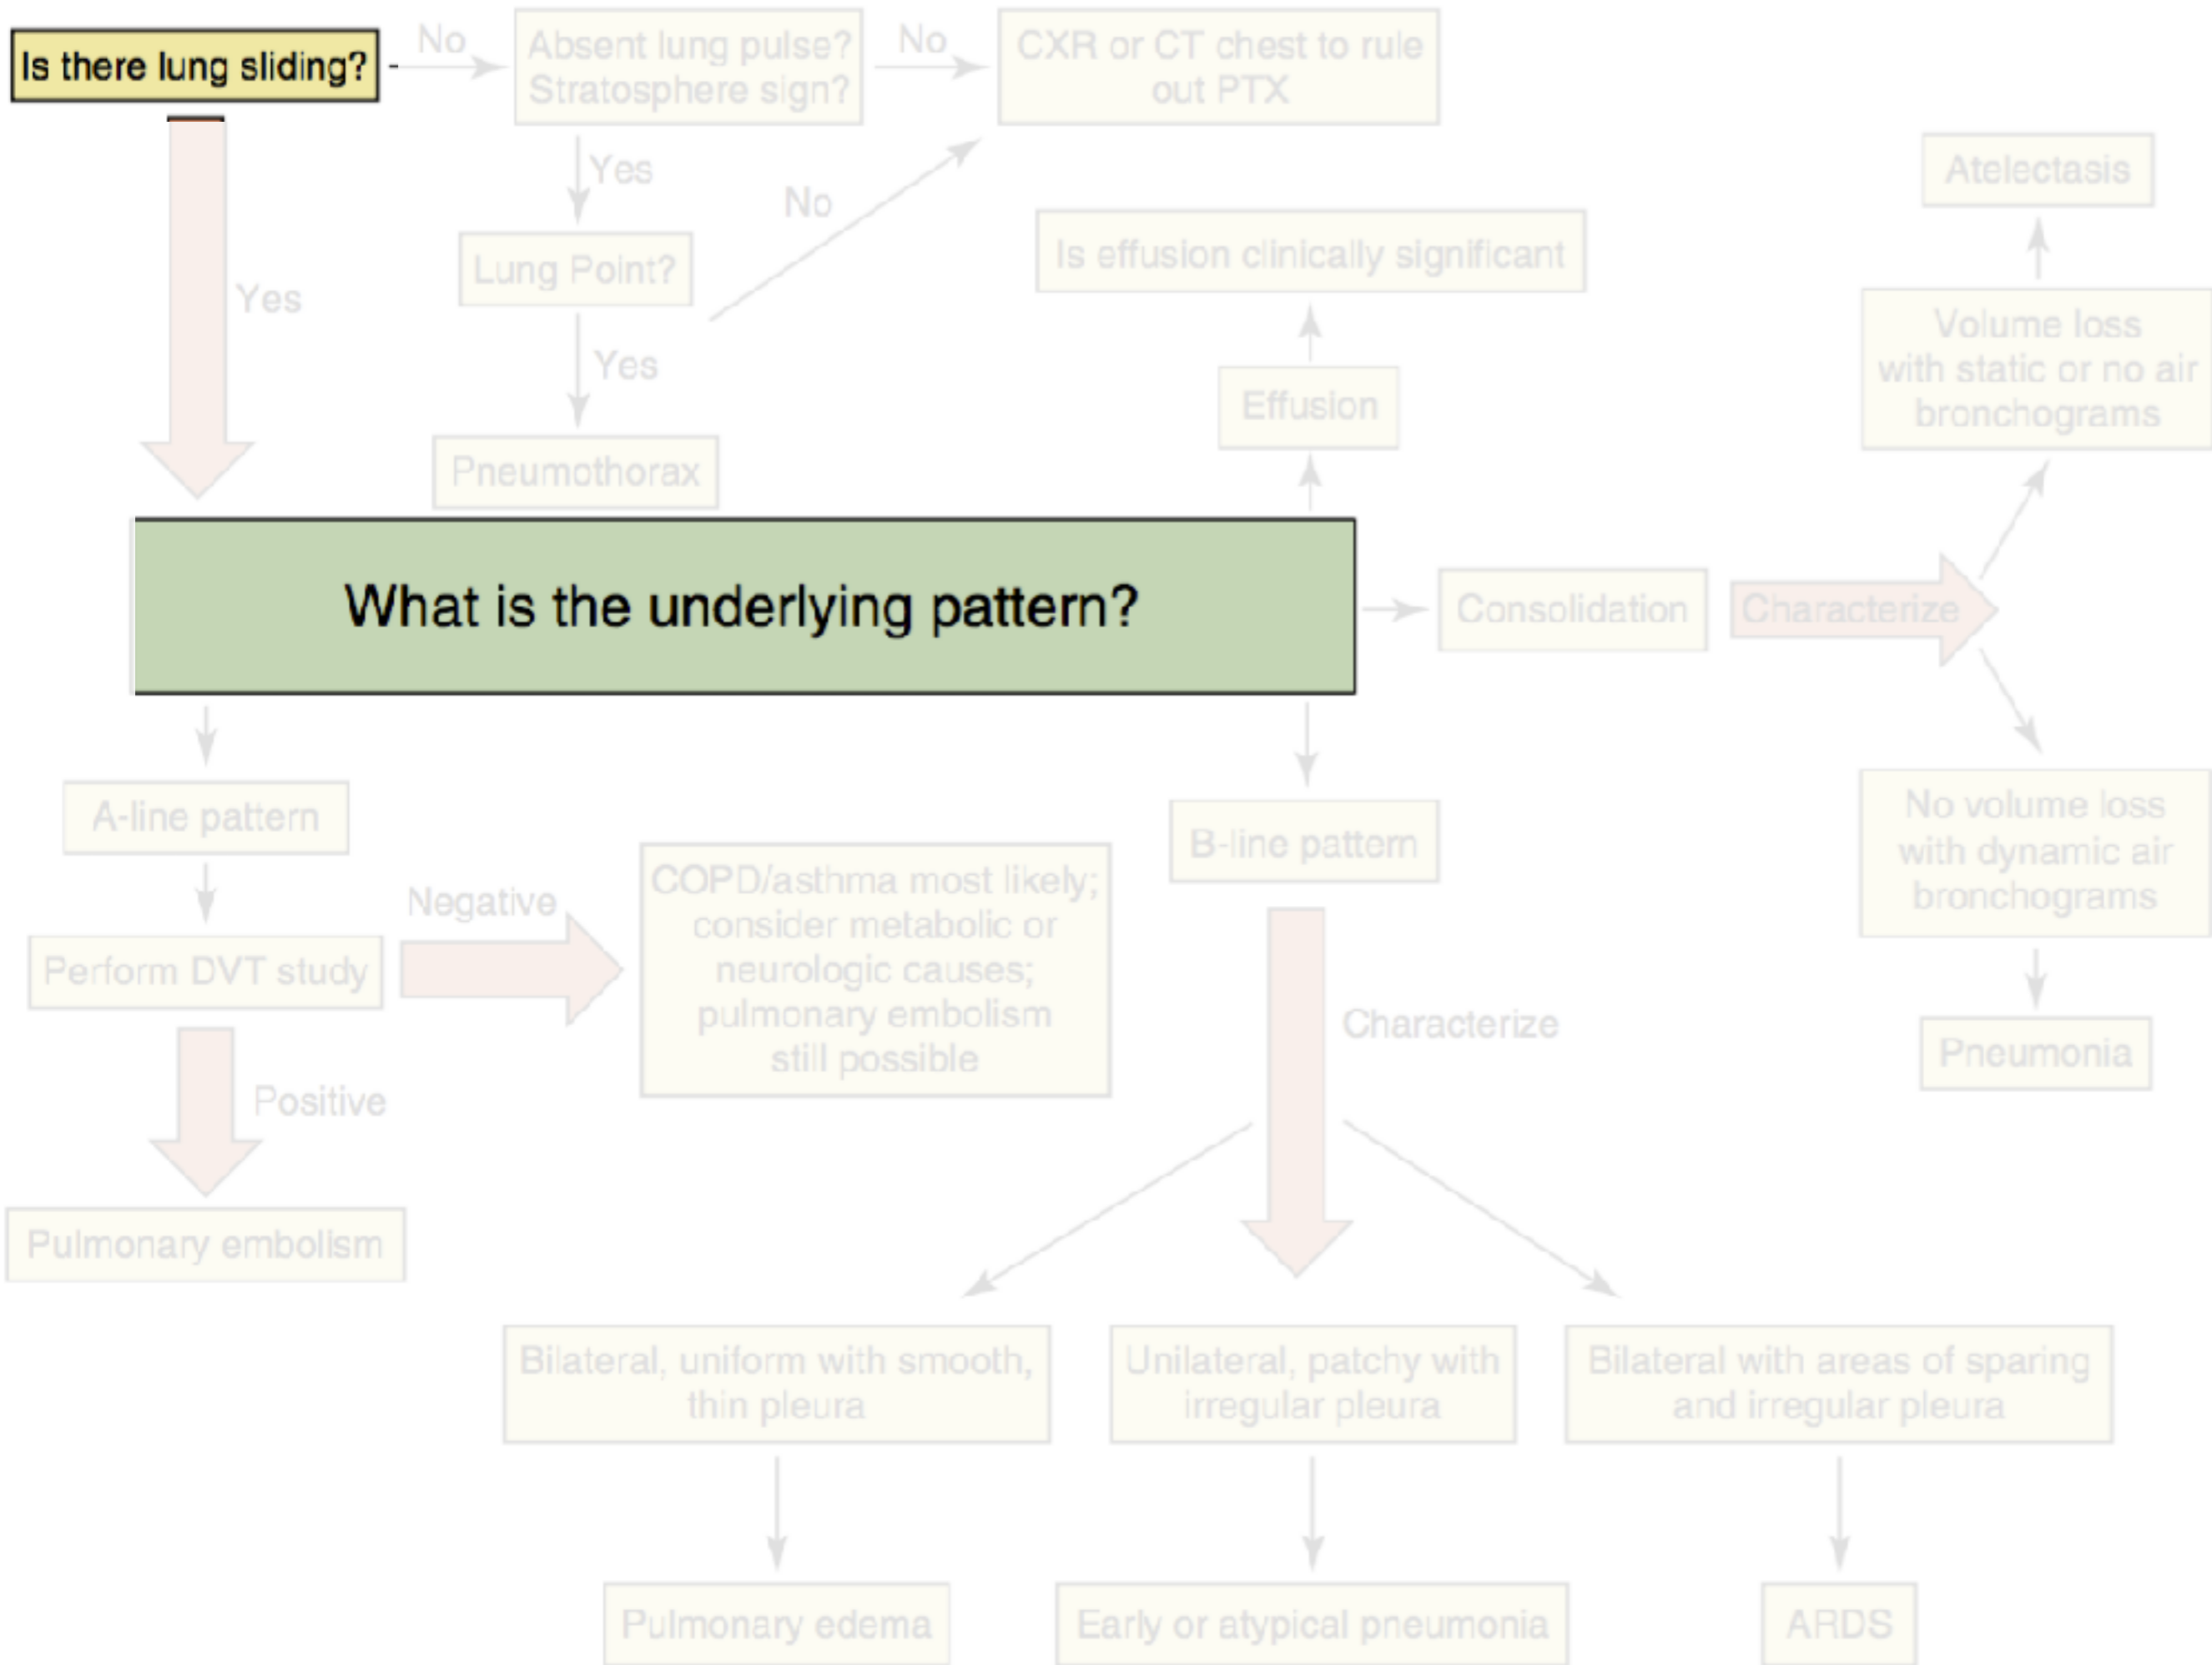 Is there lung sliding?
No
Absent lung pulse?
Stratosphere sign?
No
CXR or CT chest to rule
out PTX
Yes
Yes
Lung Point?
No
Yes
Pneumothorax
Is effusion clinically significant
Effusion
Atelectasis
Volume loss
with static or no air
bronchograms
What is the underlying pattern?
Consolidation
Characterize
No volume loss
with dynamic air
bronchograms
Pneumonia
A-line pattern
Perform DVT study
Negative
COPD/asthma most likely;
consider metabolic or
neurologic causes;
pulmonary embolism
still possible
Positive
Pulmonary embolism
B-line pattern
Characterize
Bilateral, uniform with smooth,
thin pleura
Unilateral, patchy with
irregular pleura
Bilateral with areas of sparing
and irregular pleura
Pulmonary edema
Early or atypical pneumonia
ARDS